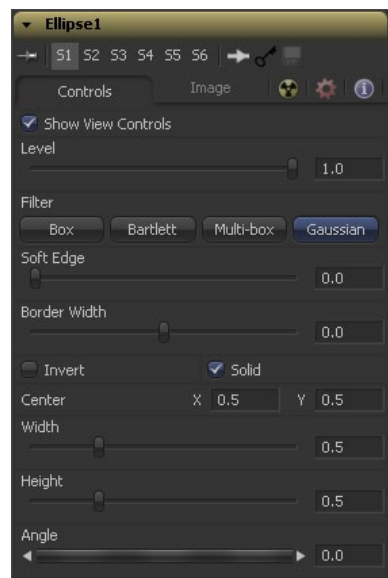 Ellipse1
S1 S2 S3 S4 S5 S6
Controls Image
Show View Controls
Level
1.0
Filter
Box Bartlett Multi-box Gaussian
Soft Edge
0.0
Border Width
0.0
Invert Solid
Center X 0.5 Y 0.5
Width
0.5
Height
0.5
Angle
0.0